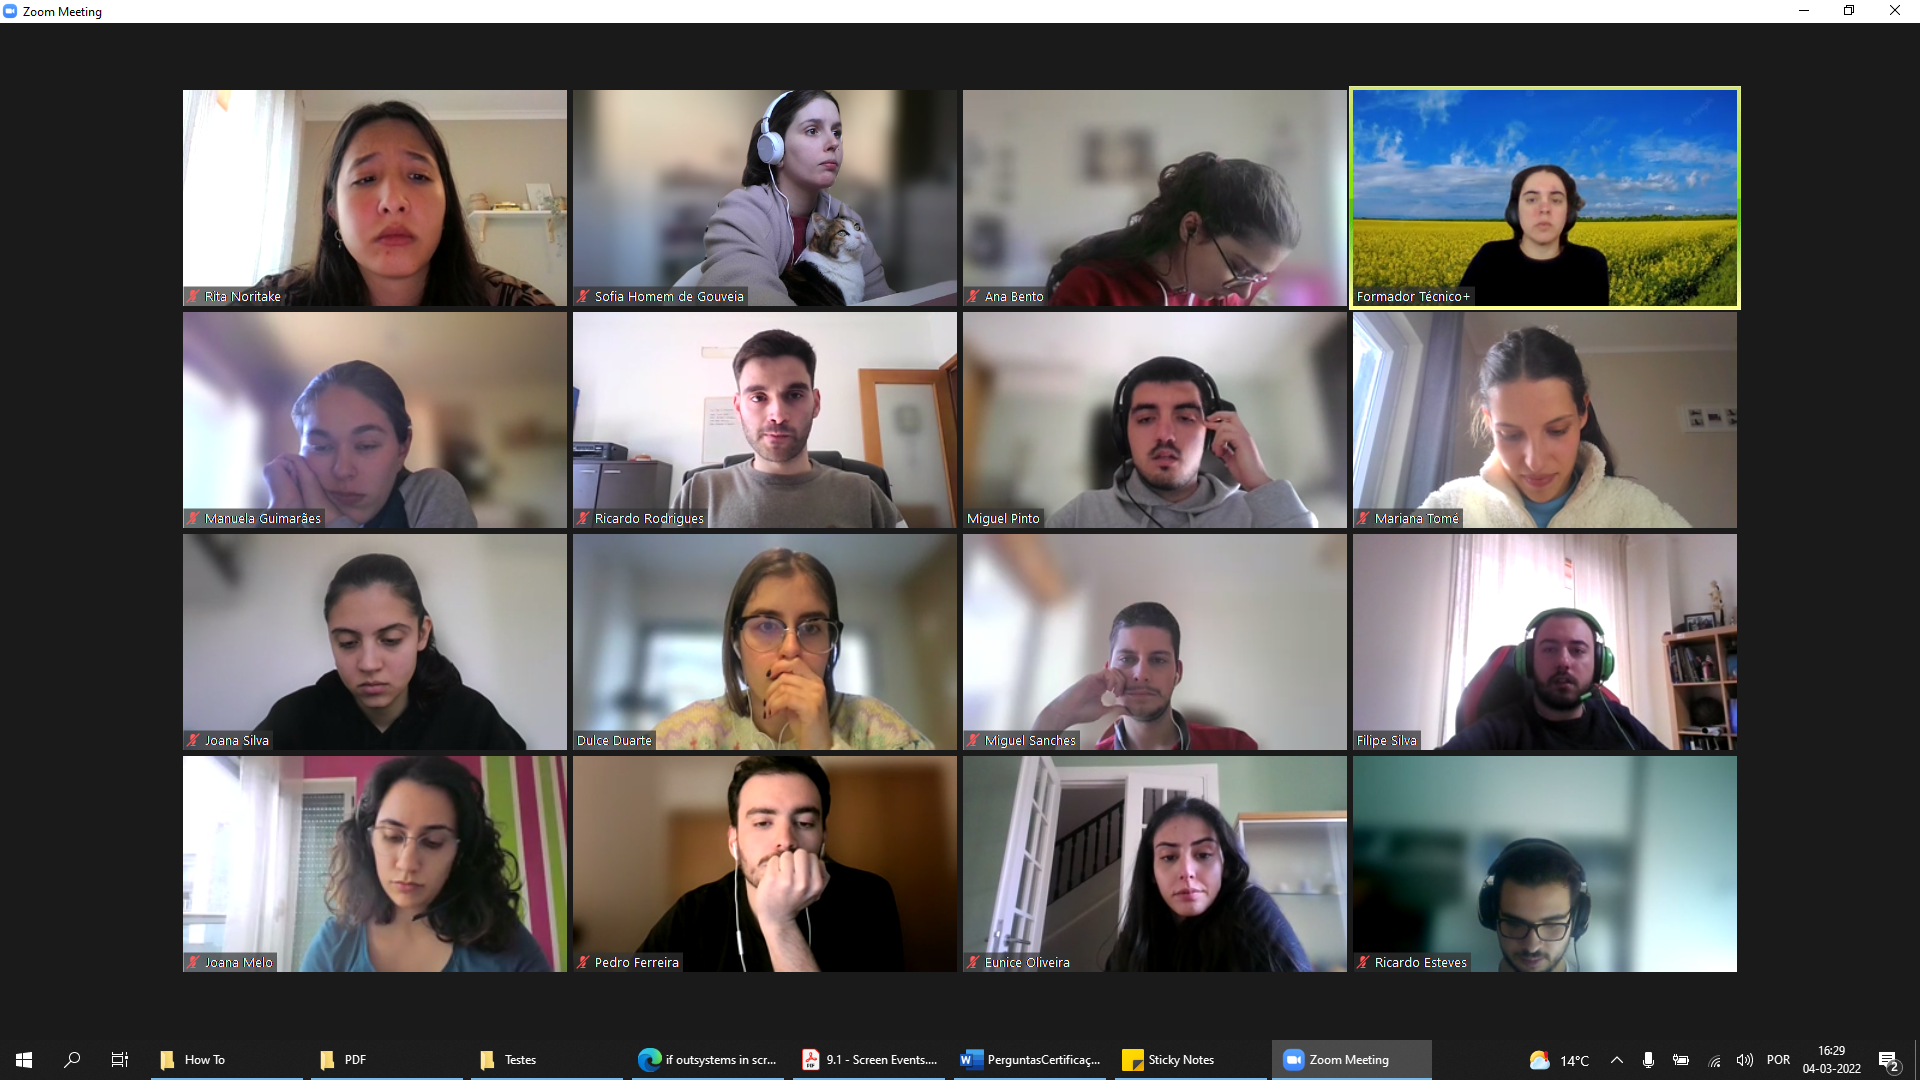 Zoom Meeting
Rita Noritake
Sofia Homem de Gouveia
Ana Bento
Formador Técnico+
Manuela Guimarães
Ricardo Rodrigues
Miguel Pinto
Mariana Tomé
Joana Silva
Dulce Duarte
Miguel Sanches
Filipe Silva
Joana Melo
Pedro Ferreira
Eunice Oliveira
Ricardo Esteves
How To
PDF
Testes
if outsystems in scr...
9.1 - Screen Events....
PerguntasCertificaç...
Sticky Notes
Zoom Meeting
14°C
POR
16:29
04-03-2022
2